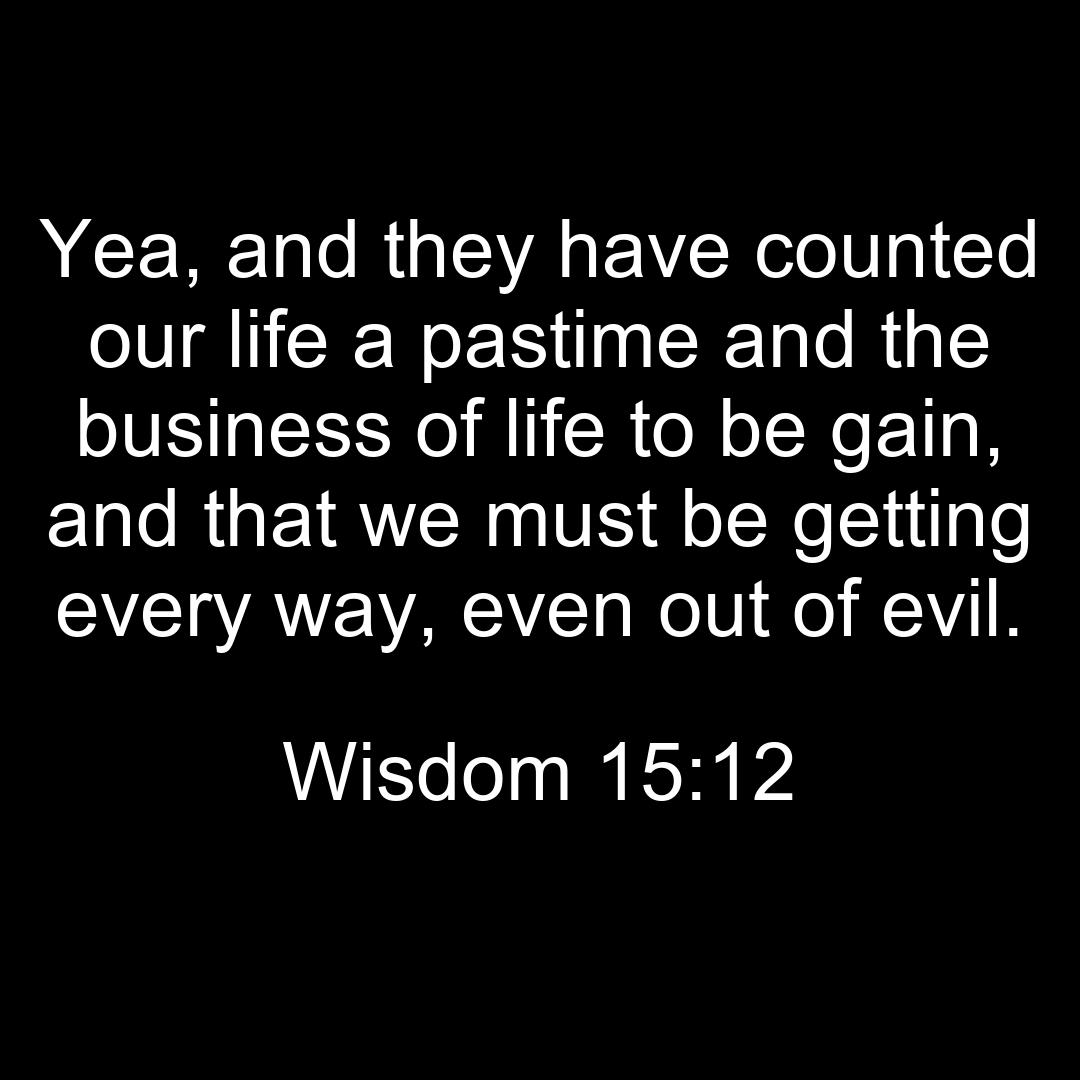 Yea, and they have counted
our life a pastime and the
business of life to be gain,
and that we must be getting
every way, even out of evil.
Wisdom 15:12